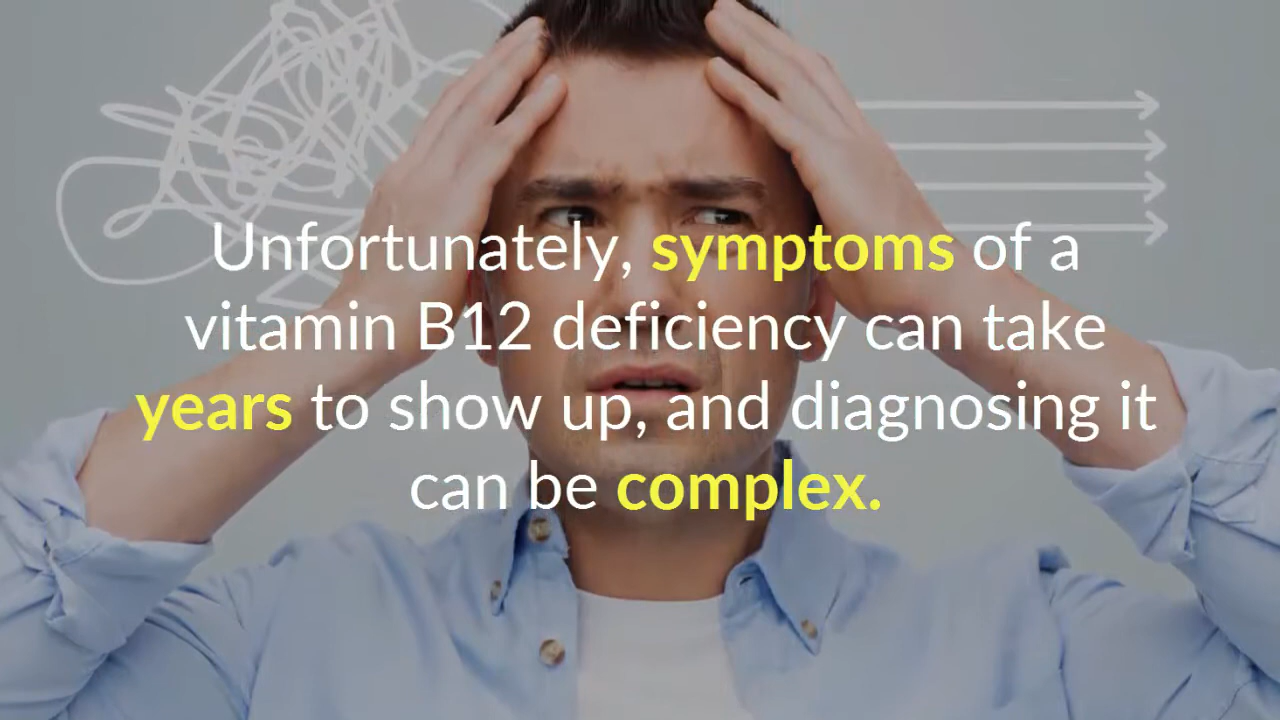 Unfortunately, symptoms of a
vitamin B12 deficiency can take
years to show up, and diagnosing it
can be complex.